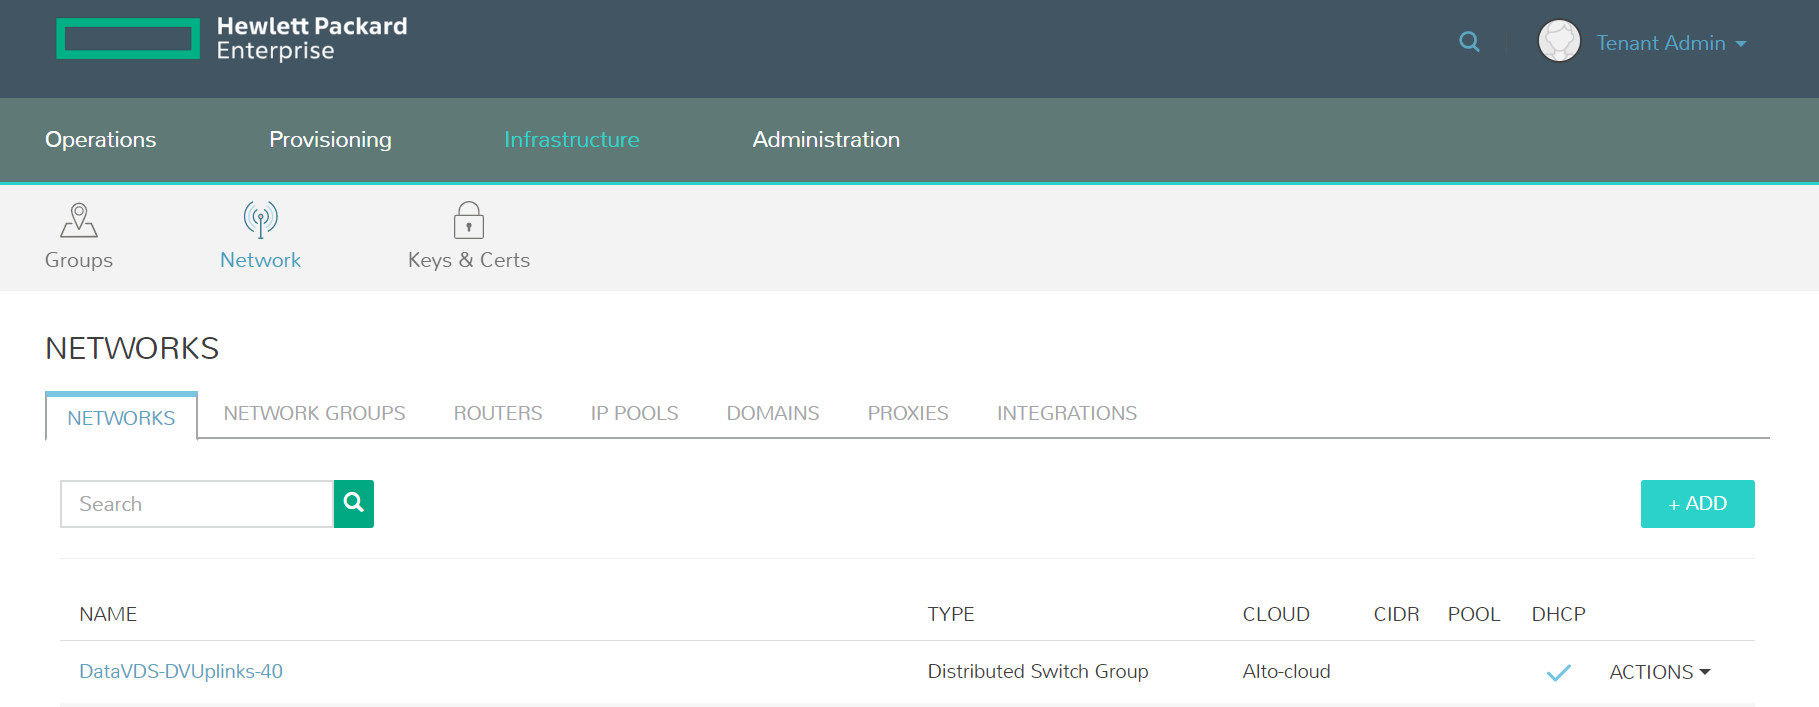 Hewlett Packard
Enterprise
Tenant Admin
Operations Provisioning Infrastructure Administration
Groups Network Keys & Certs
NETWORKS
NETWORKS NETWORK GROUPS ROUTERS IP POOLS DOMAINS PROXIES INTEGRATIONS
Search
+ ADD
NAME TYPE CLOUD CIDR POOL DHCP
DataVDS-DVUplinks-40 Distributed Switch Group Alto-cloud ACTIONS